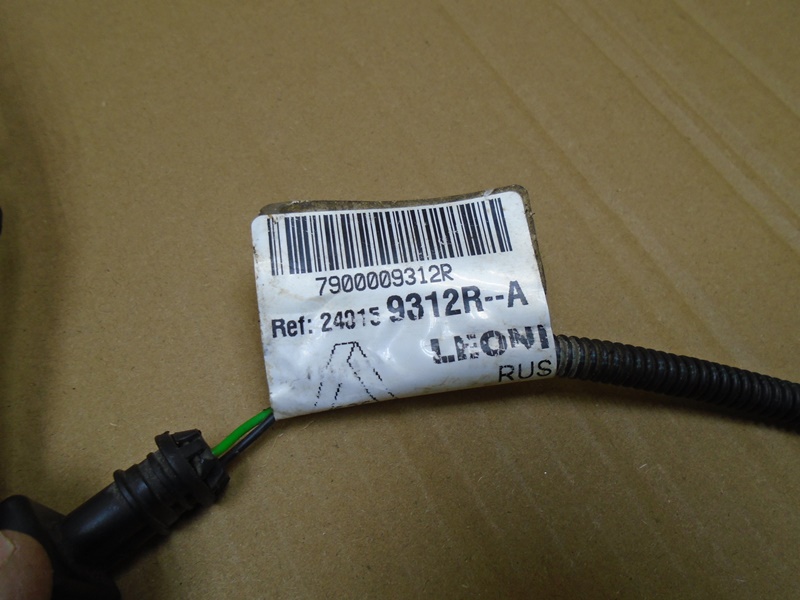 7900009312R
Ref: 24015 9312R--A
LEONI
RUS